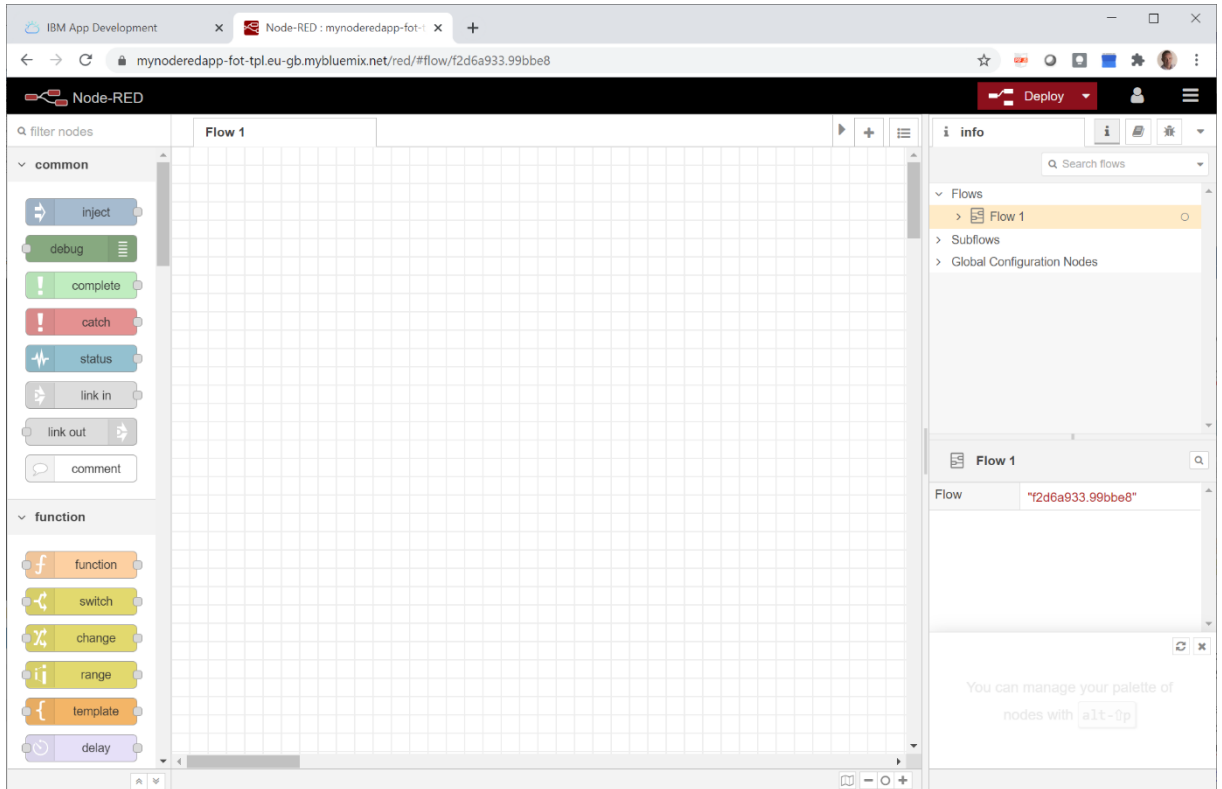 IBM App Development
Node-RED : mynoderedapp-fot-t
mynoderedapp-fot-tpl.eu-gb.mybluemix.net/red/#flow/f2d6a933.99bbe8
Node-RED
Deploy
filter nodes
Flow 1
i info
i
common
Search flows
inject
debug
complete
catch
status
link in
link out
comment
function
function
switch
change
range
template
delay
Flows
Flow 1
Subflows
Global Configuration Nodes
Flow 1
Flow "f2d6a933.99bbe8"
You can manage your palette of
nodes with alt-⇧p